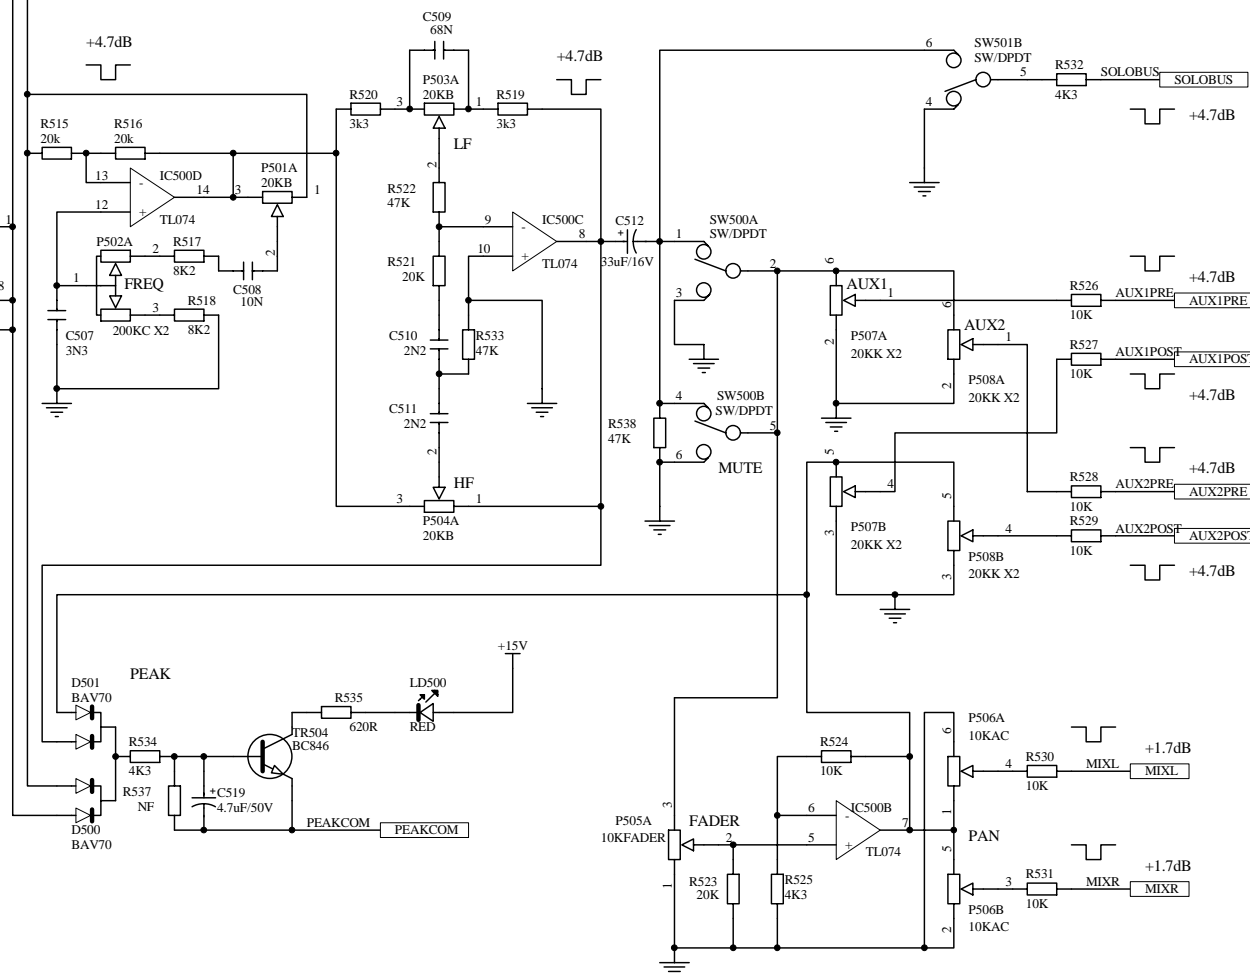 C509
68N
+4.7dB
+4.7dB
SW501B
SW/DPDT
6
5
4
R532
4K3
SOLOBUS
SOLOBUS
+4.7dB
R520
3k3
3
P503A
20KB
1
R519
3k3
LF
2
R515
20k
R516
20k
13
-
12
+
IC500D
14
TL074
3
P501A
20KB
1
2
R522
47K
P502A
2
R517
8K2
1
FREQ
C508
10N
3
R518
8K2
200KC X2
C507
3N3
1
8
R521
20K
9
-
10
+
IC500C
8
TL074
C512
+
33uF/16V
C510
2N2
R533
47K
C511
2N2
2
HF
3
1
P504A
20KB
SW500A
SW/DPDT
1
2
3
SW500B
SW/DPDT
4
5
6
MUTE
R538
47K
6
AUX1
1
2
P507A
20KK X2
6
AUX2
1
2
P508A
20KK X2
+4.7dB
R526
10K
AUX1PRE
AUX1PRE
R527
10K
AUX1POST
AUX1POST
+4.7dB
5
4
3
P507B
20KK X2
5
4
3
P508B
20KK X2
+4.7dB
R528
10K
AUX2PRE
AUX2PRE
R529
10K
AUX2POST
AUX2POST
+4.7dB
PEAK
D501
BAV70
R534
4K3
R537
NF
D500
BAV70
+
C519
4.7uF/50V
TR504
BC846
R535
620R
LD500
RED
+15V
PEAKCOM
PEAKCOM
3
P505A
10KFADER
1
FADER
2
R523
20K
R525
4K3
R524
10K
6
-
5
+
IC500B
7
TL074
P506A
10KAC
6
4
1
R530
10K
MIXL
MIXL
+1.7dB
PAN
5
3
2
P506B
10KAC
R531
10K
MIXR
MIXR
+1.7dB